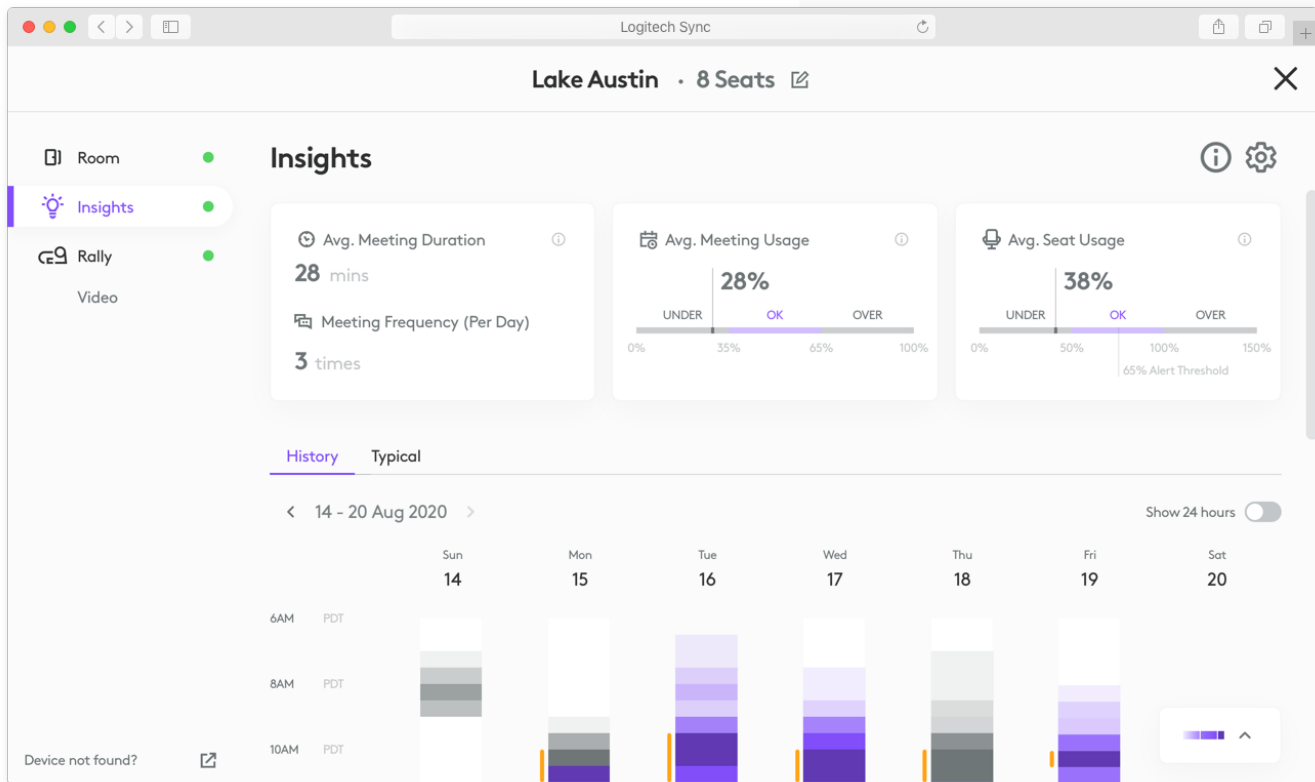 Logitech Sync
Lake Austin · 8 Seats
Room
Insights
Rally
Video
Device not found?
Insights
Avg. Meeting Duration
28 mins
Meeting Frequency (Per Day)
3 times
Avg. Meeting Usage
28%
UNDER OK OVER
0% 35% 65% 100%
Avg. Seat Usage
38%
UNDER OK OVER
0% 50% 100% 150%
65% Alert Threshold
History Typical
14 - 20 Aug 2020
Show 24 hours
Sun Mon Tue Wed Thu Fri Sat
14 15 16 17 18 19 20
6AM PDT
8AM PDT
10AM PDT